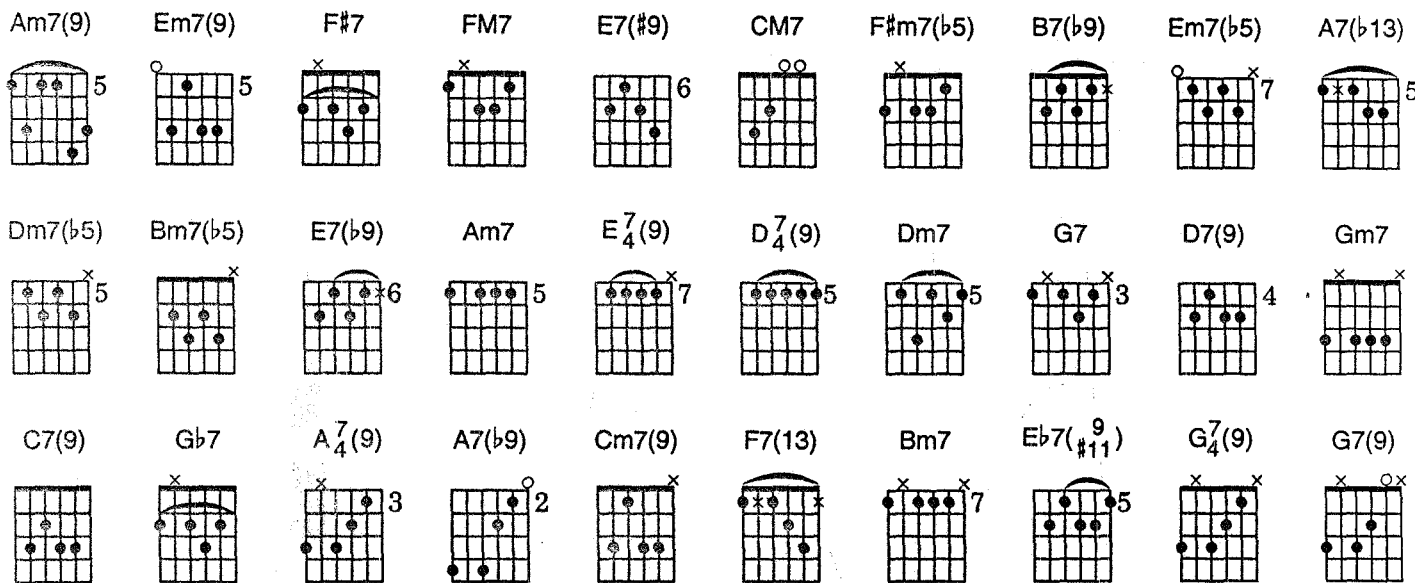 Am7(9) Em7(9) F#7 FM7 E7(#9) CM7 F#m7(♭5) B7(♭9) Em7(♭5) A7(♭13)
5 5 6 7 5
Dm7(♭5) Bm7(♭5) E7(♭9) Am7 E7/4(9) D7/4(9) Dm7 G7 D7(9) Gm7
5 6 5 7 5 5 3 4
C7(9) G♭7 A7/4(9) A7(♭9) Cm7(9) F7(13) Bm7 E♭7(9/#11) G7/4(9) G7(9)
3 2 7 5